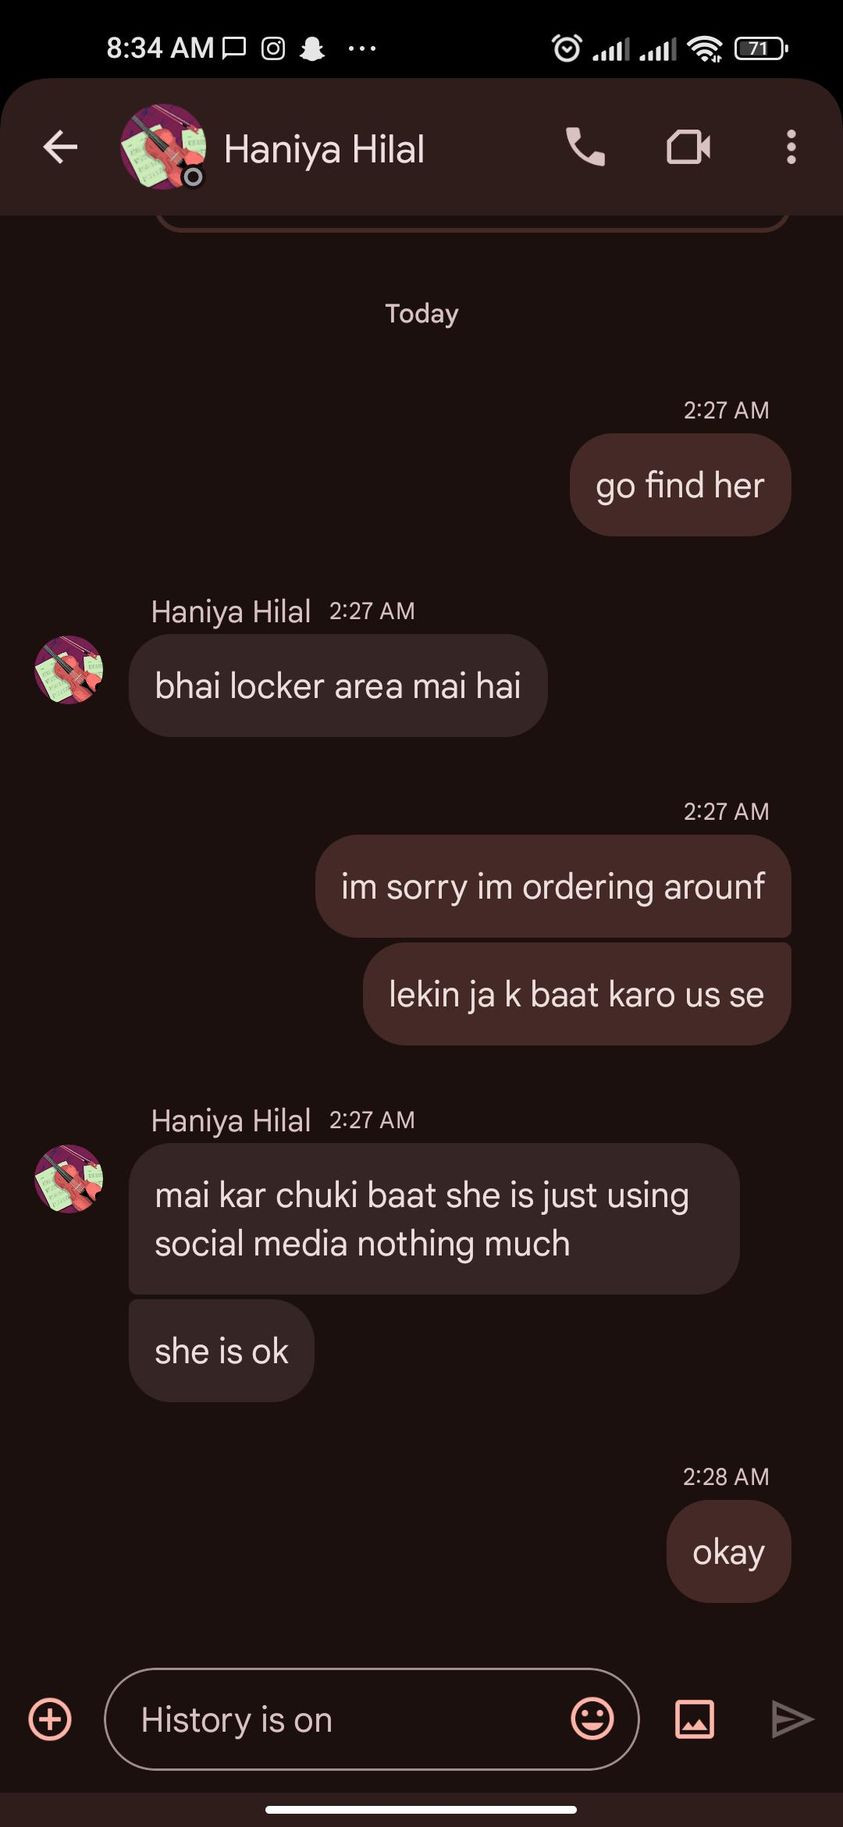 8:34 AM
71
Haniya Hilal
Today
2:27 AM
go find her
Haniya Hilal 2:27 AM
bhai locker area mai hai
2:27 AM
im sorry im ordering arounf
lekin ja k baat karo us se
Haniya Hilal 2:27 AM
mai kar chuki baat she is just using
social media nothing much
she is ok
2:28 AM
okay
History is on